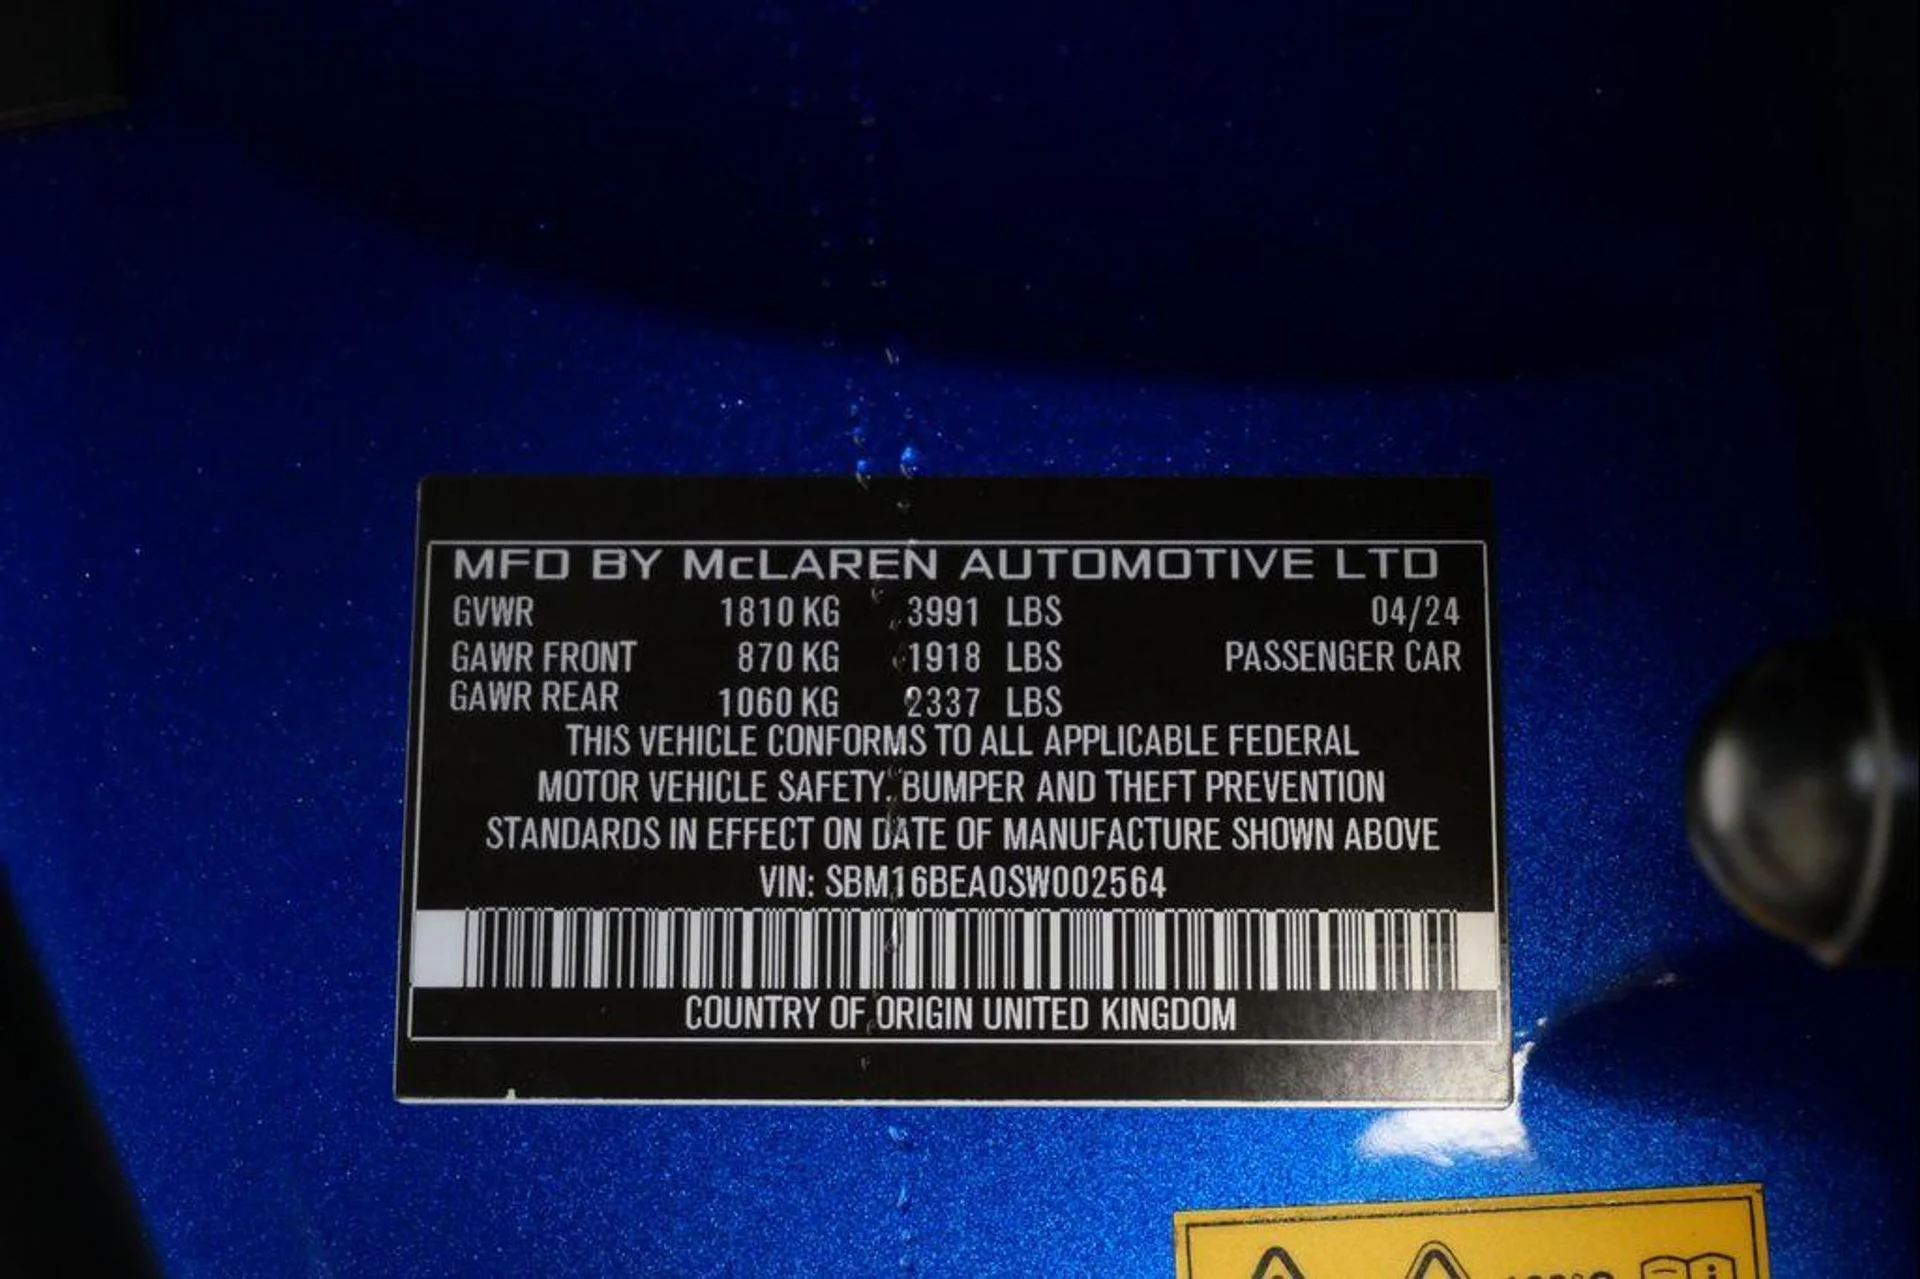 MFD BY McLAREN AUTOMOTIVE LTD
GVWR 1810 KG 3991 LBS 04/24
GAWR FRONT 870 KG 1918 LBS PASSENGER CAR
GAWR REAR 1060 KG 2337 LBS
THIS VEHICLE CONFORMS TO ALL APPLICABLE FEDERAL
MOTOR VEHICLE SAFETY, BUMPER AND THEFT PREVENTION
STANDARDS IN EFFECT ON DATE OF MANUFACTURE SHOWN ABOVE
VIN: SBM16BEA0SW002564
COUNTRY OF ORIGIN UNITED KINGDOM